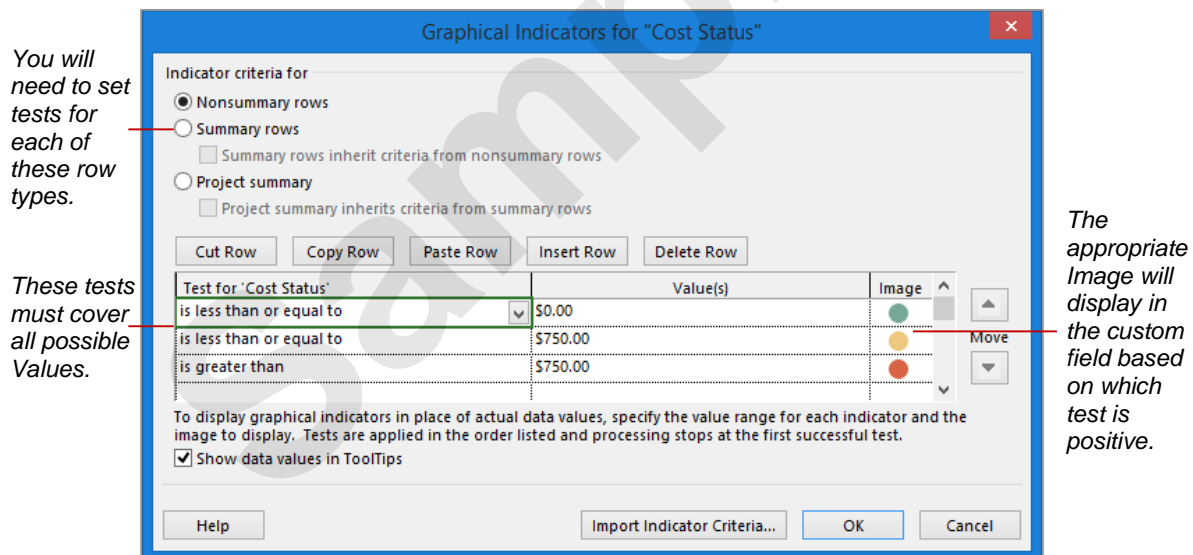 Graphical Indicators for "Cost Status"
You will
need to set
tests for
each of
these row
types.
Indicator criteria for
Nonsummary rows
Summary rows
Summary rows inherit criteria from nonsummary rows
Project summary
Project summary inherits criteria from summary rows
Cut Row Copy Row Paste Row Insert Row Delete Row
These tests
must cover
all possible
Values.
Test for 'Cost Status' Value(s) Image
is less than or equal to $0.00
is less than or equal to $750.00
is greater than $750.00
Move
The
appropriate
Image will
display in
the custom
field based
on which
test is
positive.
To display graphical indicators in place of actual data values, specify the value range for each indicator and the
image to display. Tests are applied in the order listed and processing stops at the first successful test.
Show data values in ToolTips
Help Import Indicator Criteria... OK Cancel
Samp